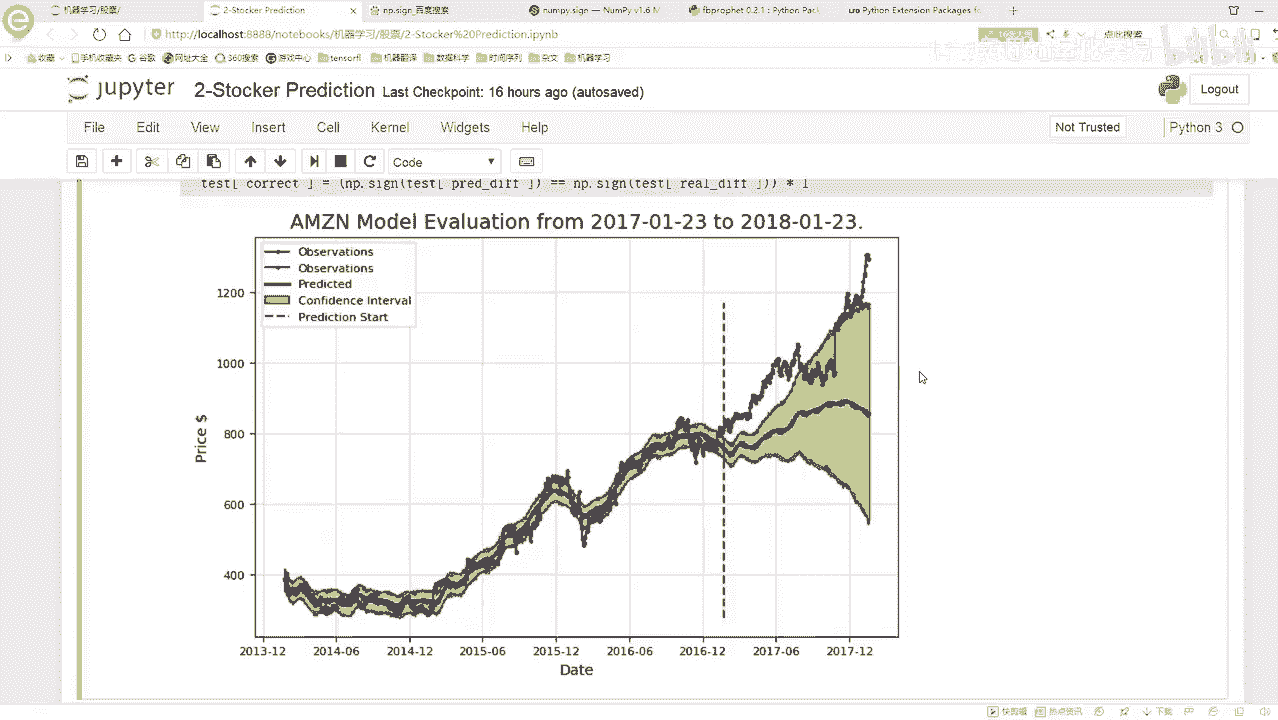 机器学习/股票/
2-Stocker Prediction
np.sign_百度搜索
numpy.sign — NumPy v1.6 M
fbprophet 0.2.1 : Python Pac
Python Extension Packages fo
http://localhost:8888/notebooks/机器学习/股票/2-Stocker%20Prediction.ipynb
点此搜索
收藏 手机收藏夹 谷歌 网址大全 360搜索 游戏中心 tensorfl 机器翻译 数据科学 时间序列 杂文 机器学习
jupyter 2-Stocker Prediction Last Checkpoint: 16 hours ago (autosaved)
Logout
File Edit View Insert Cell Kernel Widgets Help
Not Trusted
Python 3
Code
test[ correct ] = (np.sign(test[ pred_diff ]) == np.sign(test[ real_diff ])) * 1
AMZN Model Evaluation from 2017-01-23 to 2018-01-23.
Observations
Observations
Predicted
Confidence Interval
Prediction Start
1200
1000
800
600
400
Price $
2013-12 2014-06 2014-12 2015-06 2015-12 2016-06 2016-12 2017-06 2017-12
Date
快剪辑 热点资讯 下载